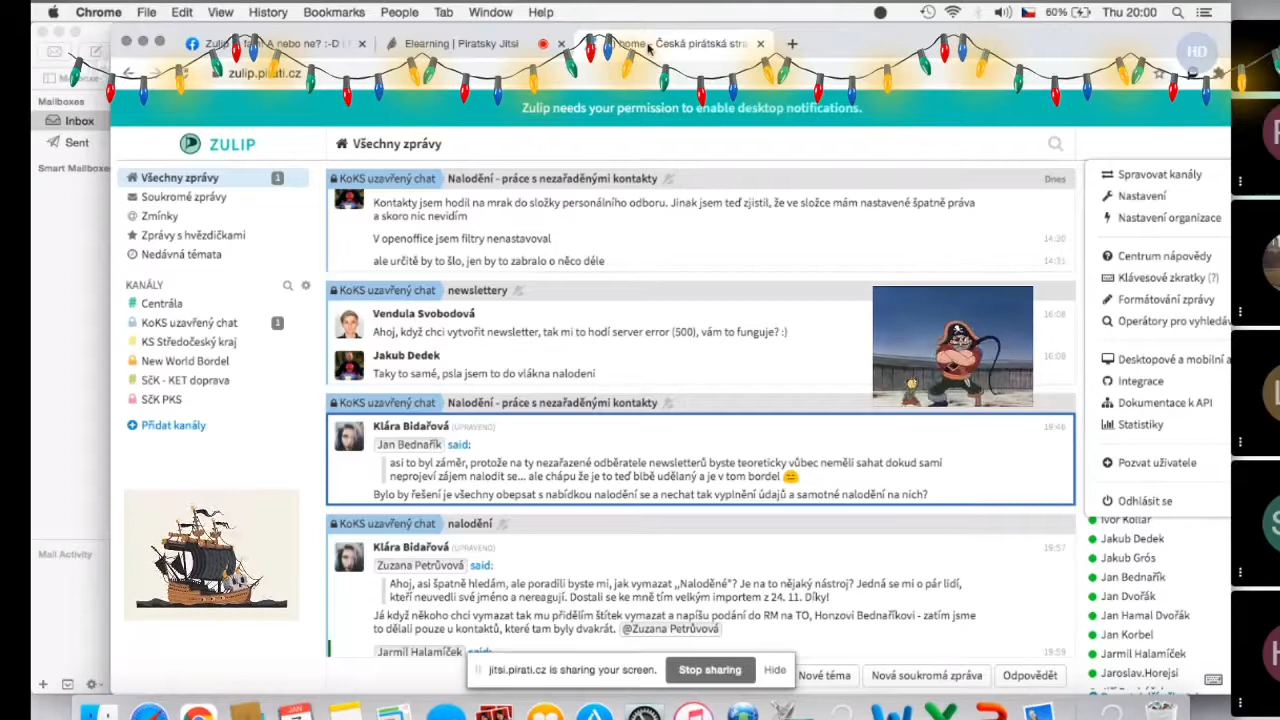 Chrome File Edit View History Bookmarks People Tab Window Help
60% Thu 20:00
Elearning | Piratsky Jitsi
Česká pirátská stra
zulip.pirati.cz
HD
Zulip needs your permission to enable desktop notifications.
Mailboxes
Inbox
Sent
Smart Mailboxe
Mail Activity
ZULIP
Všechny zprávy
Všechny zprávy 1
Soukromé zprávy
Zmínky
Zprávy s hvězdičkami
Nedávná témata
KANÁLY
Centrála
KoKS uzavřený chat 1
KS Středočeský kraj
New World Bordel
SčK - KET doprava
SčK PKS
Přidat kanály
KoKS uzavřený chat Nalodění - práce s nezařaděnými kontakty Dnes
Kontakty jsem hodil na mrak do složky personálního odboru. Jinak jsem teď zjistil, že ve složce mám nastavené špatně práva
a skoro nic nevidím
V openoffice jsem filtry nenastavoval 14:30
ale určitě by to šlo, jen by to zabralo o něco déle 14:31
KoKS uzavřený chat newslettery
Vendula Svobodová 16:08
Ahoj, když chci vytvořit newsletter, tak mi to hodí server error (500), vám to funguje? :)
Jakub Dedek 16:08
Taky to samé, psla jsem to do vlákna nalodeni
KoKS uzavřený chat Nalodění - práce s nezařaděnými kontakty
Klára Bidařová (UPRAVENO) 19:46
Jan Bednařík said:
asi to byl záměr, protože na ty nezařazené odběratele newsletterů byste teoreticky vůbec neměli sahat dokud sami
neprojeví zájem nalodit se... ale chápu že je to teď blbě udělaný a je v tom bordel
Bylo by řešení je všechny obepsat s nabídkou nalodění se a nechat tak vyplnění údajů a samotné nalodění na nich?
KoKS uzavřený chat nalodění
Klára Bidařová (UPRAVENO) 19:57
Zuzana Petrůvová said:
Ahoj, asi špatně hledám, ale poradili byste mi, jak vymazat „Naloděné"? Je na to nějaký nástroj? Jedná se mi o pár lidí,
kteří neuvedli své jméno a nereagují. Dostali se ke mně tím velkým importem z 24. 11. Díky!
Já když někoho chci vymazat tak mu přidělím štítek vymazat a napíšu podání do RM na TO, Honzovi Bednaříkovi - zatím jsme
to dělali pouze u kontaktů, které tam byly dvakrát. @Zuzana Petrůvová
Jarmil Halamíček said: 19:59
jitsi.pirati.cz is sharing your screen. Stop sharing Hide
Nové téma Nová soukromá zpráva Odpovědět
Spravovat kanály
Nastavení
Nastavení organizace
Centrum nápovědy
Klávesové zkratky (?)
Formátování zprávy
Operátory pro vyhledáv
Desktopové a mobilní a
Integrace
Dokumentace k API
Statistiky
Pozvat uživatele
Odhlásit se
Ivor Kollár
Jakub Dedek
Jakub Grós
Jan Bednařík
Jan Dvořák
Jan Hamal Dvořák
Jan Korbel
Jarmil Halamíček
Jaroslav.Horejsi